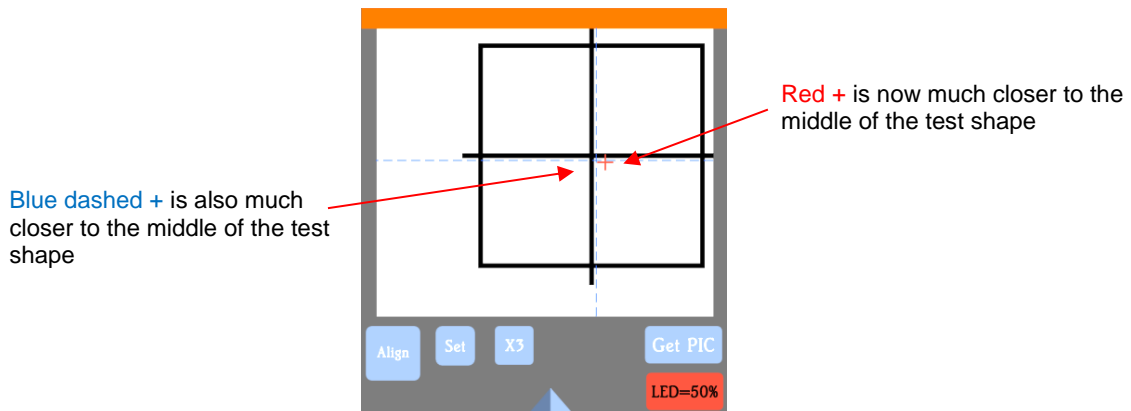 Red + is now much closer to the
middle of the test shape
Blue dashed + is also much
closer to the middle of the test
shape
Align
Set
X3
Get PIC
LED=50%